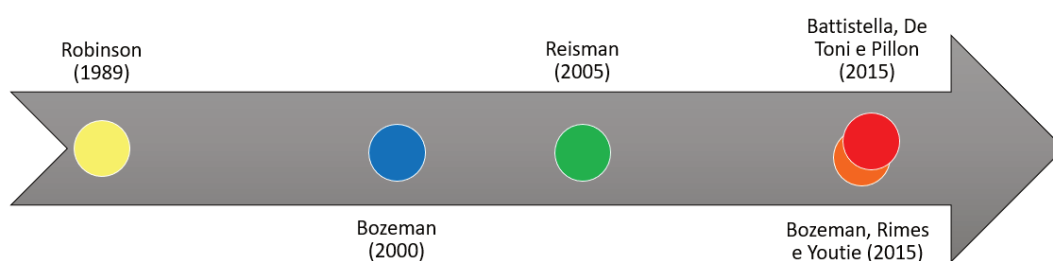 Robinson
(1989)
Bozeman
(2000)
Reisman
(2005)
Battistella, De
Toni e Pillon
(2015)
Bozeman, Rimes
e Youtie (2015)